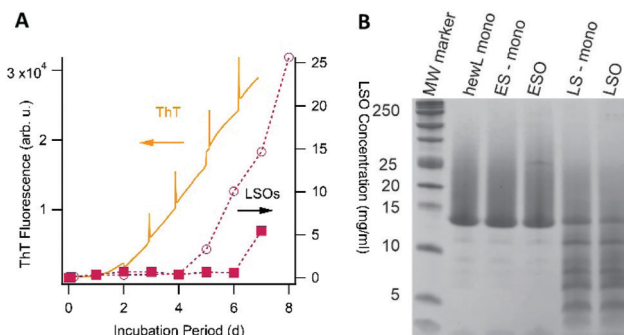 A
ThT Fluorescence (arb. u.)
3x10⁴
2
1
ThT
LSOs
25
20
15
10
5
0
LSO Concentration (mg/ml)
0
2
4
6
8
Incubation Period (d)
B
MW marker
hewL mono
ES - mono
ESO
LS - mono
LSO
250
25
20
15
10
5